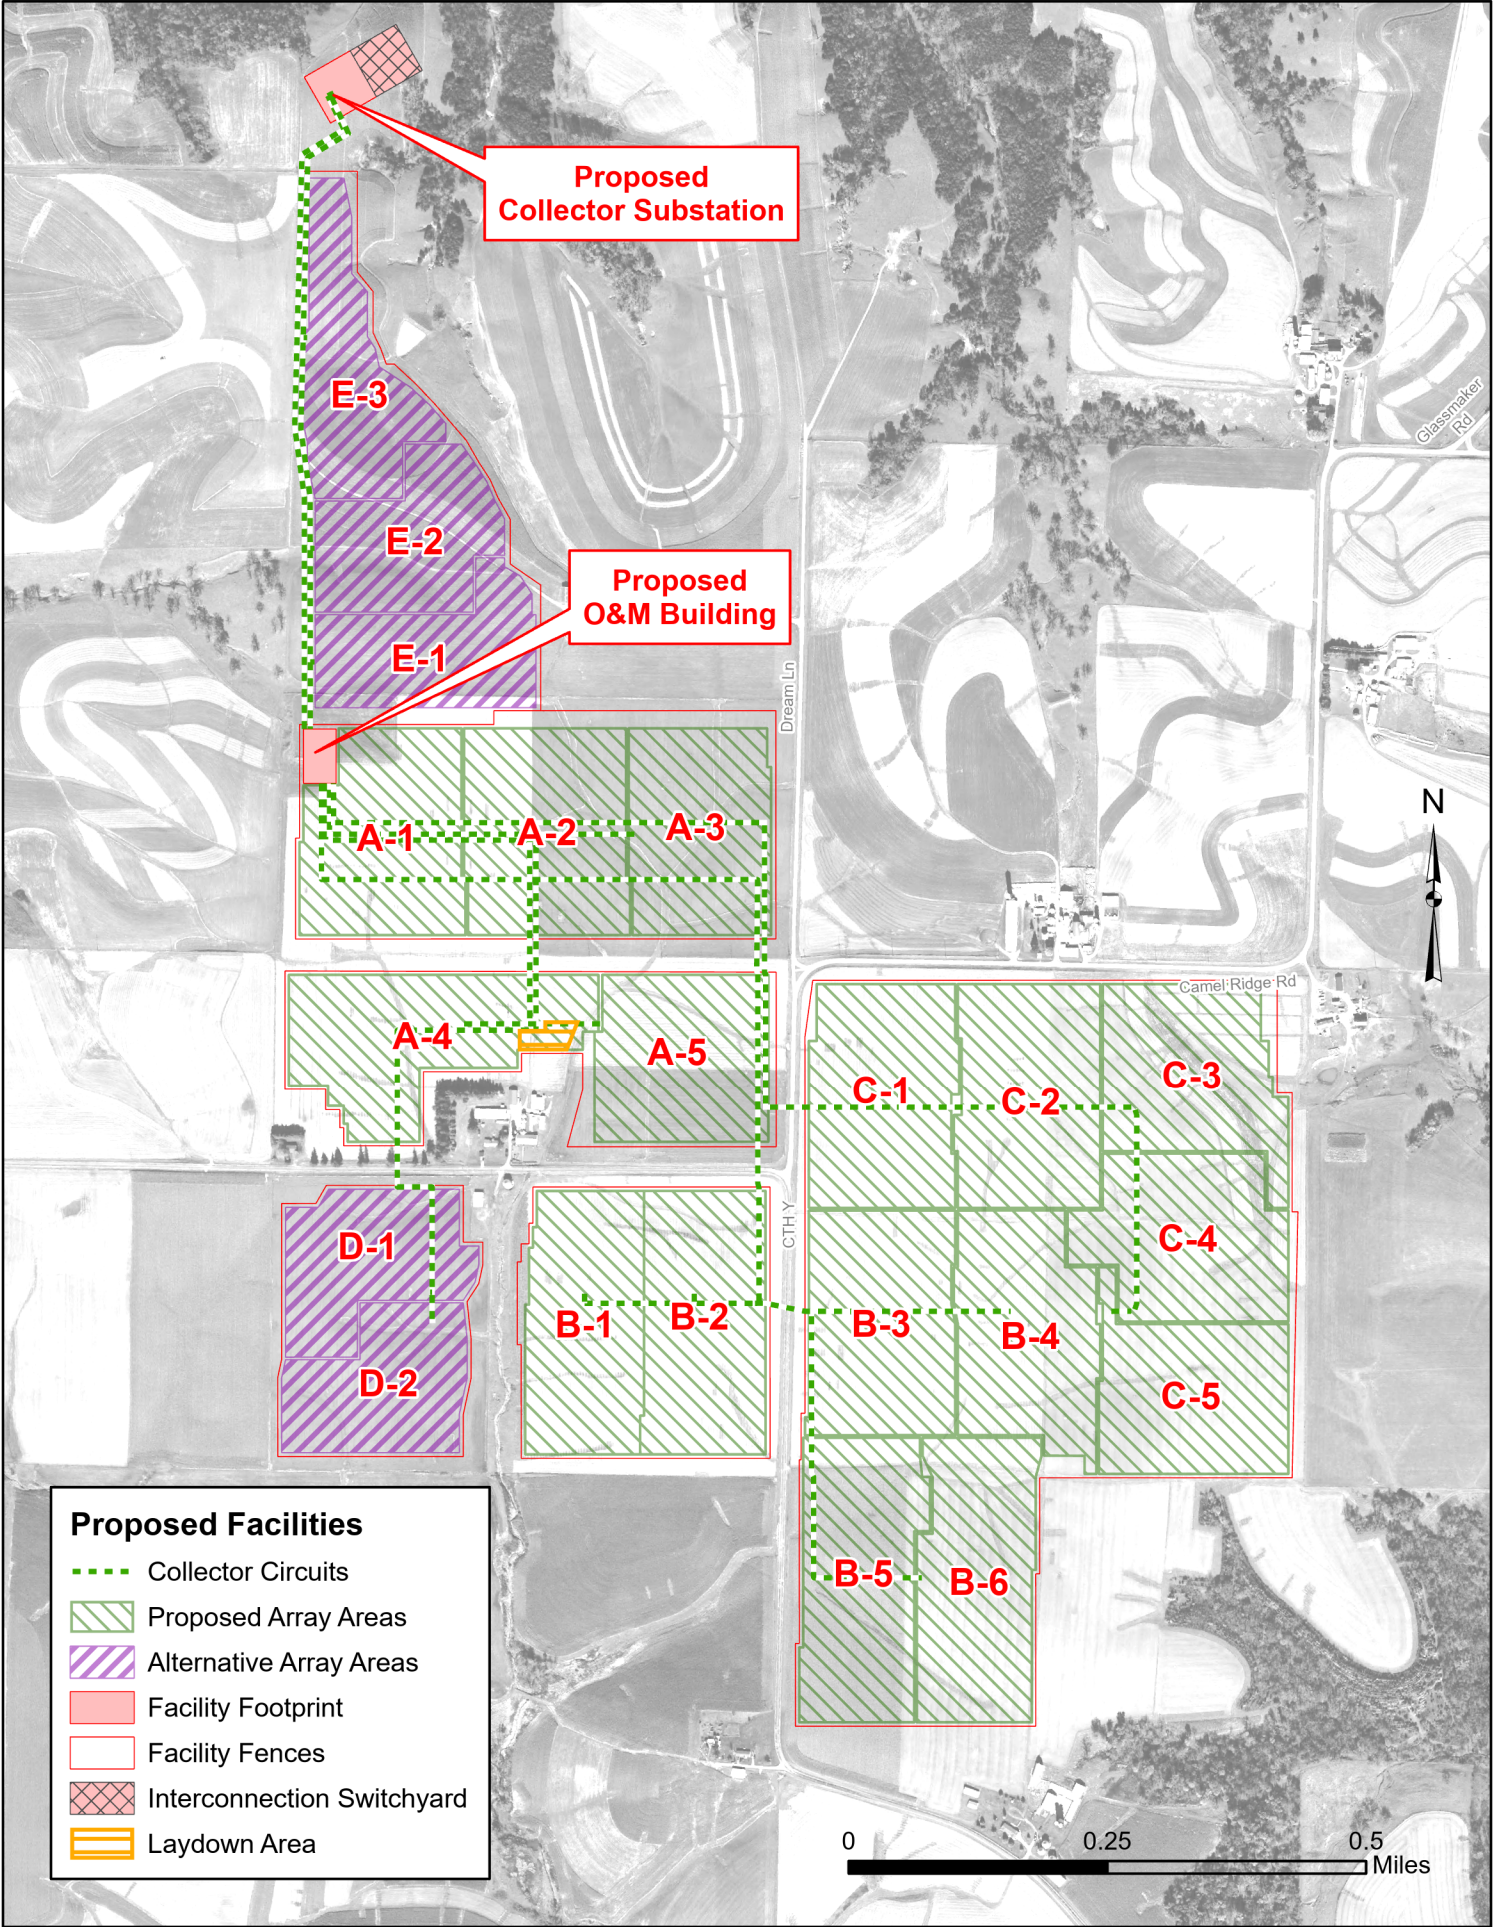 Proposed
Collector Substation
Glassmaker
Rd
E-3
E-2
Proposed
O&M Building
E-1
Dream Ln
N
A-1
A-2
A-3
Camel Ridge Rd
A-4
A-5
C-1
C-2
C-3
CTH Y
D-1
C-4
B-1
B-2
B-3
B-4
D-2
C-5
B-5
B-6
Proposed Facilities
Collector Circuits
Proposed Array Areas
Alternative Array Areas
Facility Footprint
Facility Fences
Interconnection Switchyard
Laydown Area
0 0.25 0.5
Miles